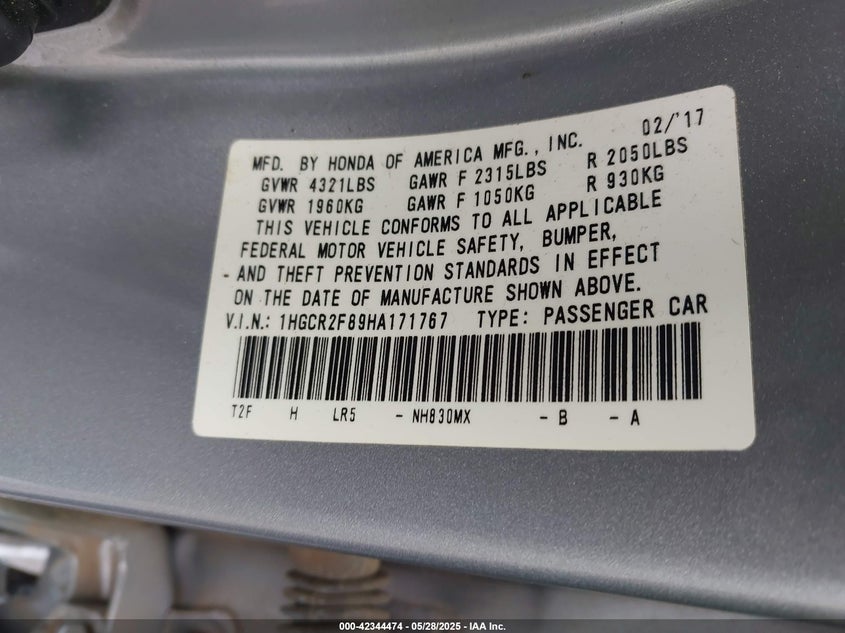 02/'17
MFD. BY HONDA OF AMERICA MFG., INC.
GVWR 4321LBS GAWR F 2315LBS R 2050LBS
GVWR 1960KG GAWR F 1050KG R 930KG
THIS VEHICLE CONFORMS TO ALL APPLICABLE
FEDERAL MOTOR VEHICLE SAFETY, BUMPER,
- AND THEFT PREVENTION STANDARDS IN EFFECT
ON THE DATE OF MANUFACTURE SHOWN ABOVE.
V.I.N.: 1HGCR2F89HA171767 TYPE: PASSENGER CAR
T2F H LR5 - NH830MX - B - A
000-42344474 - 05/28/2025 - IAA Inc.